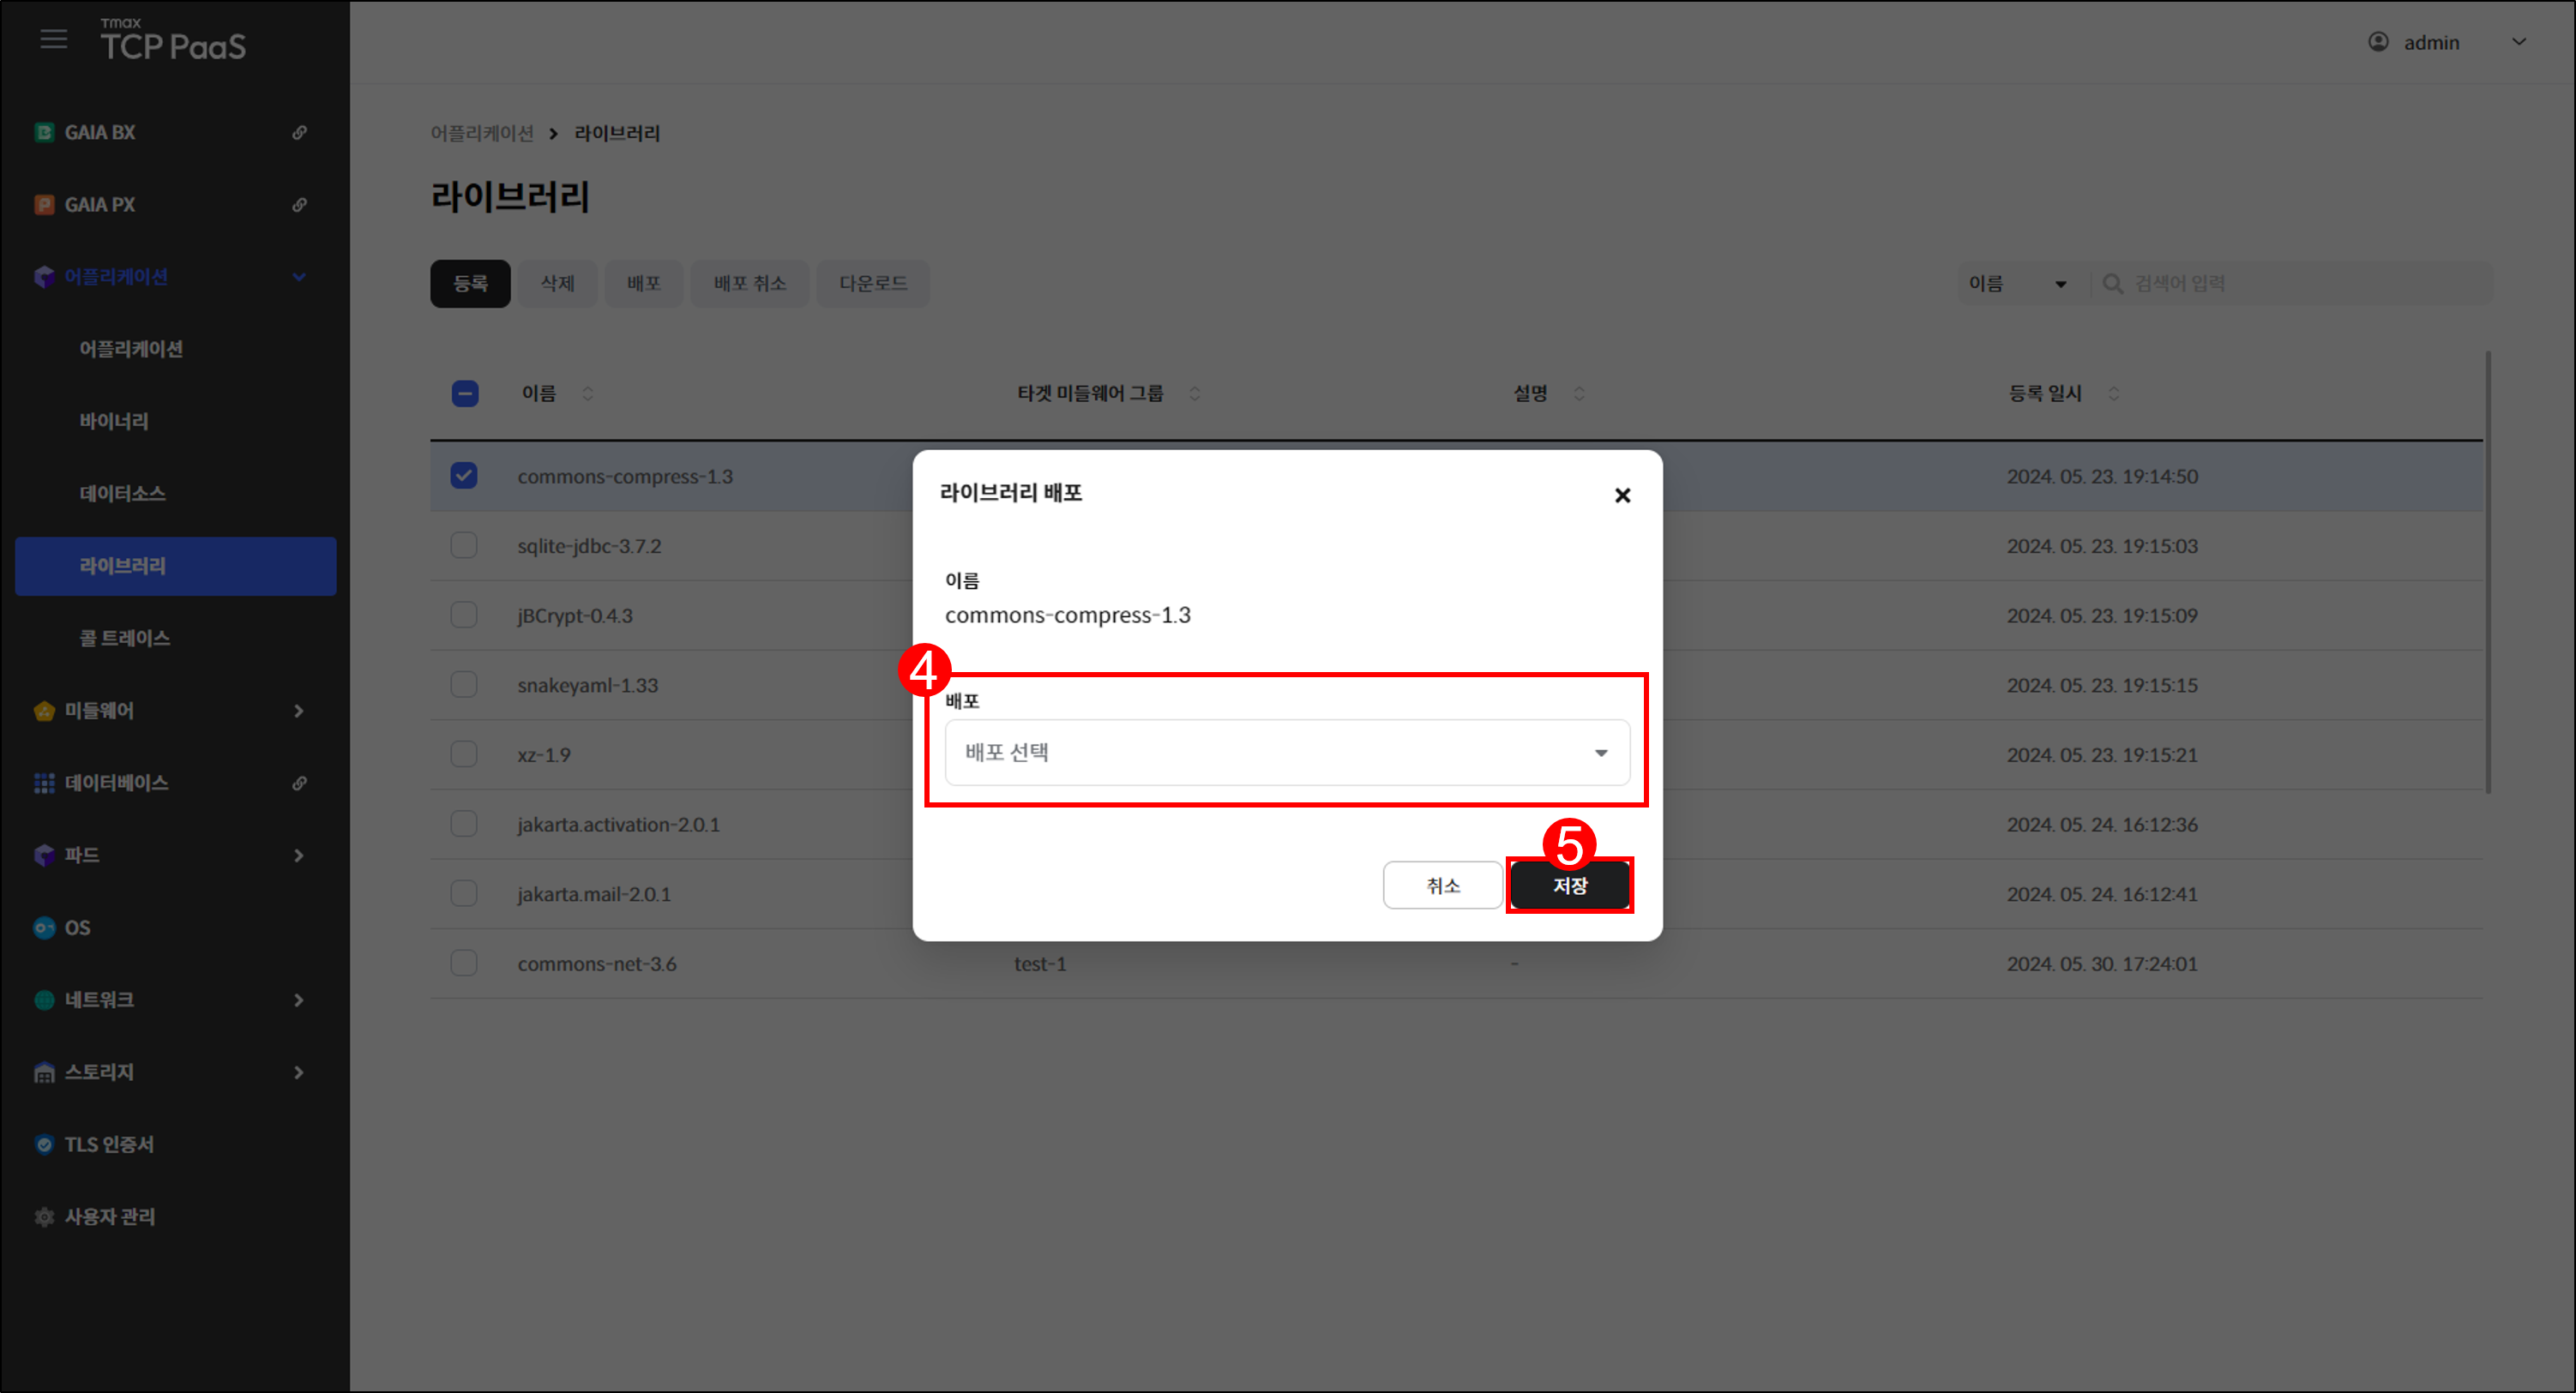 Tmax
TCP PaaS
admin
GAIA BX
GAIA PX
어플리케이션
어플리케이션
바이너리
데이터소스
라이브러리
콜 트레이스
미들웨어
데이터베이스
파드
OS
네트워크
스토리지
TLS 인증서
사용자 관리
어플리케이션 > 라이브러리
라이브러리
등록 삭제 배포 배포 취소 다운로드
이름 검색어 입력
이름 타겟 미들웨어 그룹 설명 등록 일시
commons-compress-1.3 2024. 05. 23. 19:14:50
sqlite-jdbc-3.7.2 2024. 05. 23. 19:15:03
jBCrypt-0.4.3 2024. 05. 23. 19:15:09
snakeyaml-1.33 2024. 05. 23. 19:15:15
xz-1.9 2024. 05. 23. 19:15:21
jakarta.activation-2.0.1 2024. 05. 24. 16:12:36
jakarta.mail-2.0.1 2024. 05. 24. 16:12:41
commons-net-3.6 test-1 - 2024. 05. 30. 17:24:01
라이브러리 배포
이름
commons-compress-1.3
4
배포
배포 선택
5
취소 저장